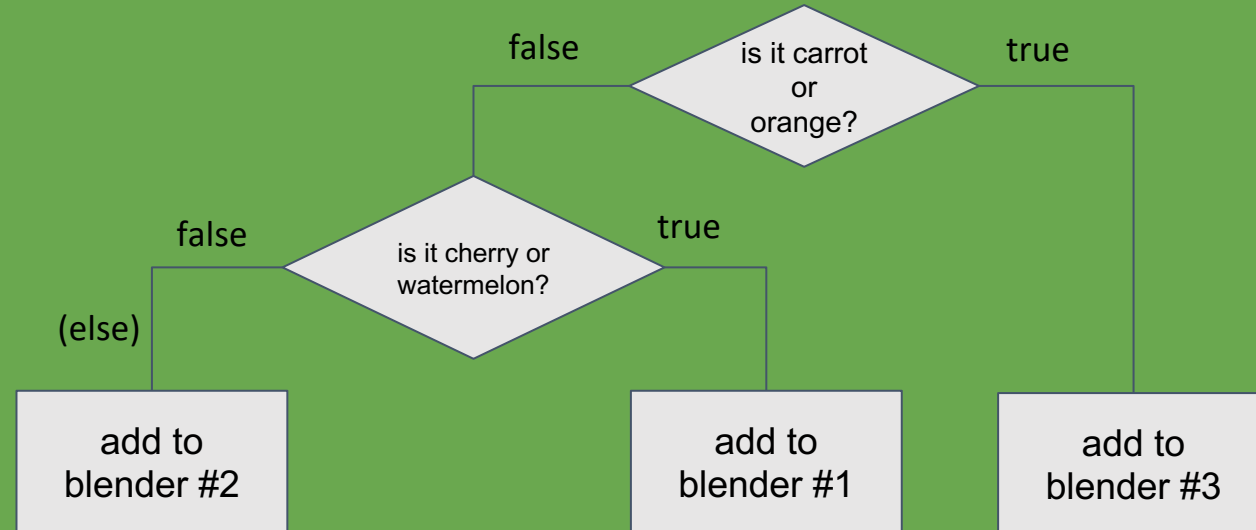 false
is it carrot
or
orange?
true
false
is it cherry or
watermelon?
true
(else)
add to
blender #2
add to
blender #1
add to
blender #3